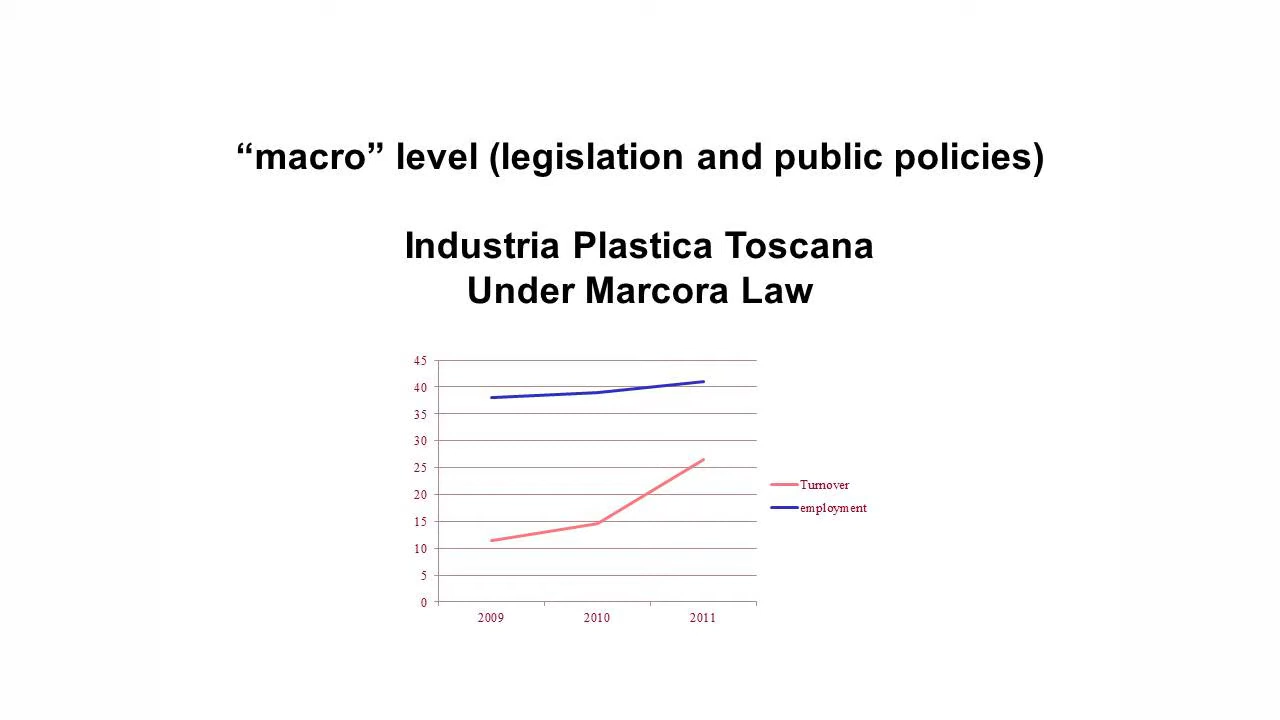 “macro” level (legislation and public policies)
Industria Plastica Toscana
Under Marcora Law
45
40
35
30
25
20
15
10
5
0
2009 2010 2011
Turnover
employment